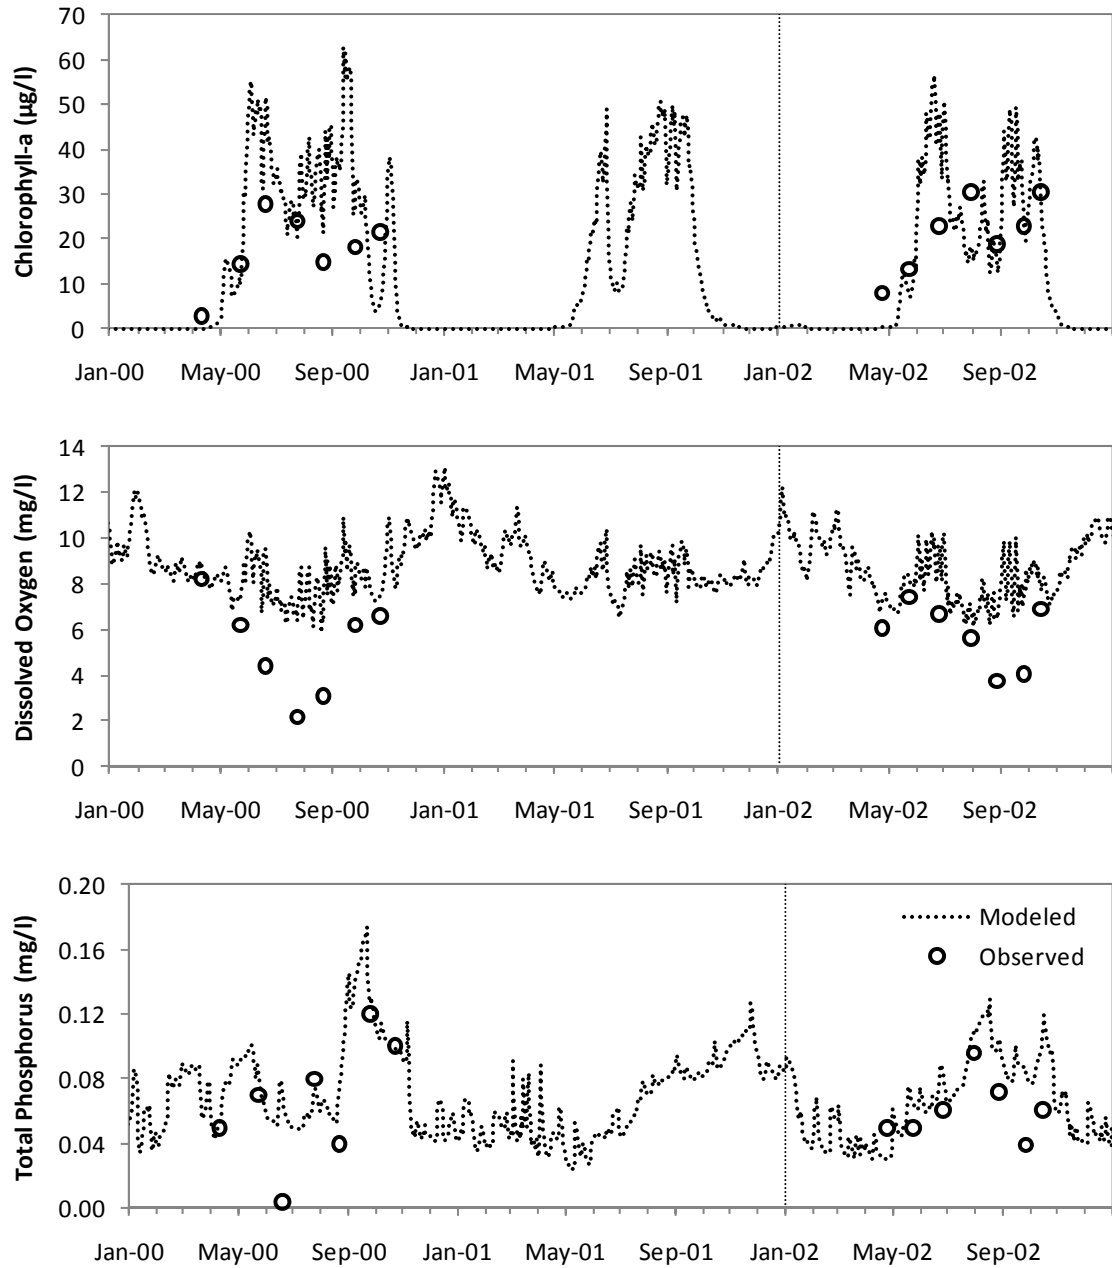 Chlorophyll-a (µg/l)
70
60
50
40
30
20
10
0
Jan-00 May-00 Sep-00 Jan-01 May-01 Sep-01 Jan-02 May-02 Sep-02
Dissolved Oxygen (mg/l)
14
12
10
8
6
4
2
0
Jan-00 May-00 Sep-00 Jan-01 May-01 Sep-01 Jan-02 May-02 Sep-02
Total Phosphorus (mg/l)
0.20
0.16
0.12
0.08
0.04
0.00
Modeled
Observed
Jan-00 May-00 Sep-00 Jan-01 May-01 Sep-01 Jan-02 May-02 Sep-02